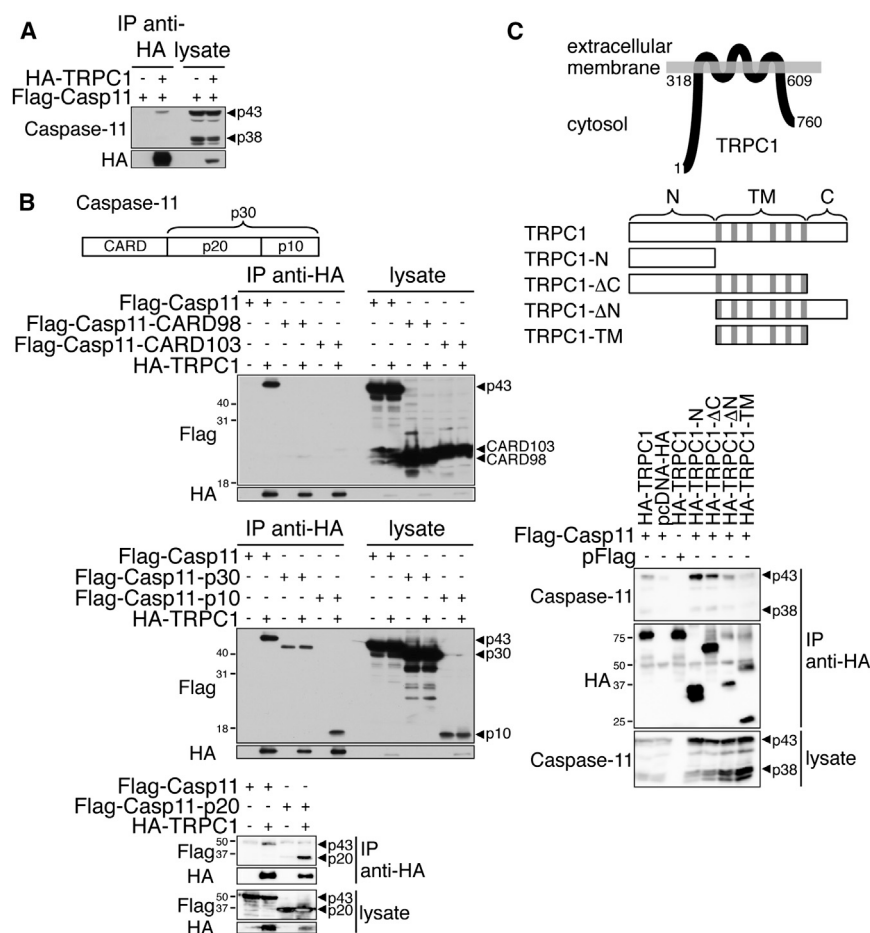 A
IP anti-
HA lysate
HA-TRPC1 - + - +
Flag-Casp11 + + + +
Caspase-11
p43
p38
HA
B
Caspase-11
p30
CARD p20 p10
IP anti-HA lysate
Flag-Casp11 + + - - - - + + - - - -
Flag-Casp11-CARD98 - - + + - - - - + + - -
Flag-Casp11-CARD103 - - - - + + - - - - + +
HA-TRPC1 - + - + - + - + - + - +
Flag
40
31
18
p43
CARD103
CARD98
HA
IP anti-HA lysate
Flag-Casp11 + + - - - - + + - - - -
Flag-Casp11-p30 - - + + - - - - + + - -
Flag-Casp11-p10 - - - - + + - - - - + +
HA-TRPC1 - + - + - + - + - + - +
Flag
40
31
18
p43
p30
p10
HA
Flag-Casp11 + + - -
Flag-Casp11-p20 - - + +
HA-TRPC1 - + - +
Flag
50
37
p43
p20
HA
IP
anti-HA
Flag
50
37
p43
p20
HA
lysate
C
extracellular
membrane
cytosol
318
609
760
1
TRPC1
N TM C
TRPC1
TRPC1-N
TRPC1-ΔC
TRPC1-ΔN
TRPC1-TM
HA-TRPC1
pcDNA-HA
HA-TRPC1
HA-TRPC1-N
HA-TRPC1-ΔC
HA-TRPC1-ΔN
HA-TRPC1-TM
Flag-Casp11 + + - + + + +
pFlag - - + - - - -
Caspase-11
p43
p38
HA
75
50
37
25
IP
anti-HA
Caspase-11
p43
p38
lysate